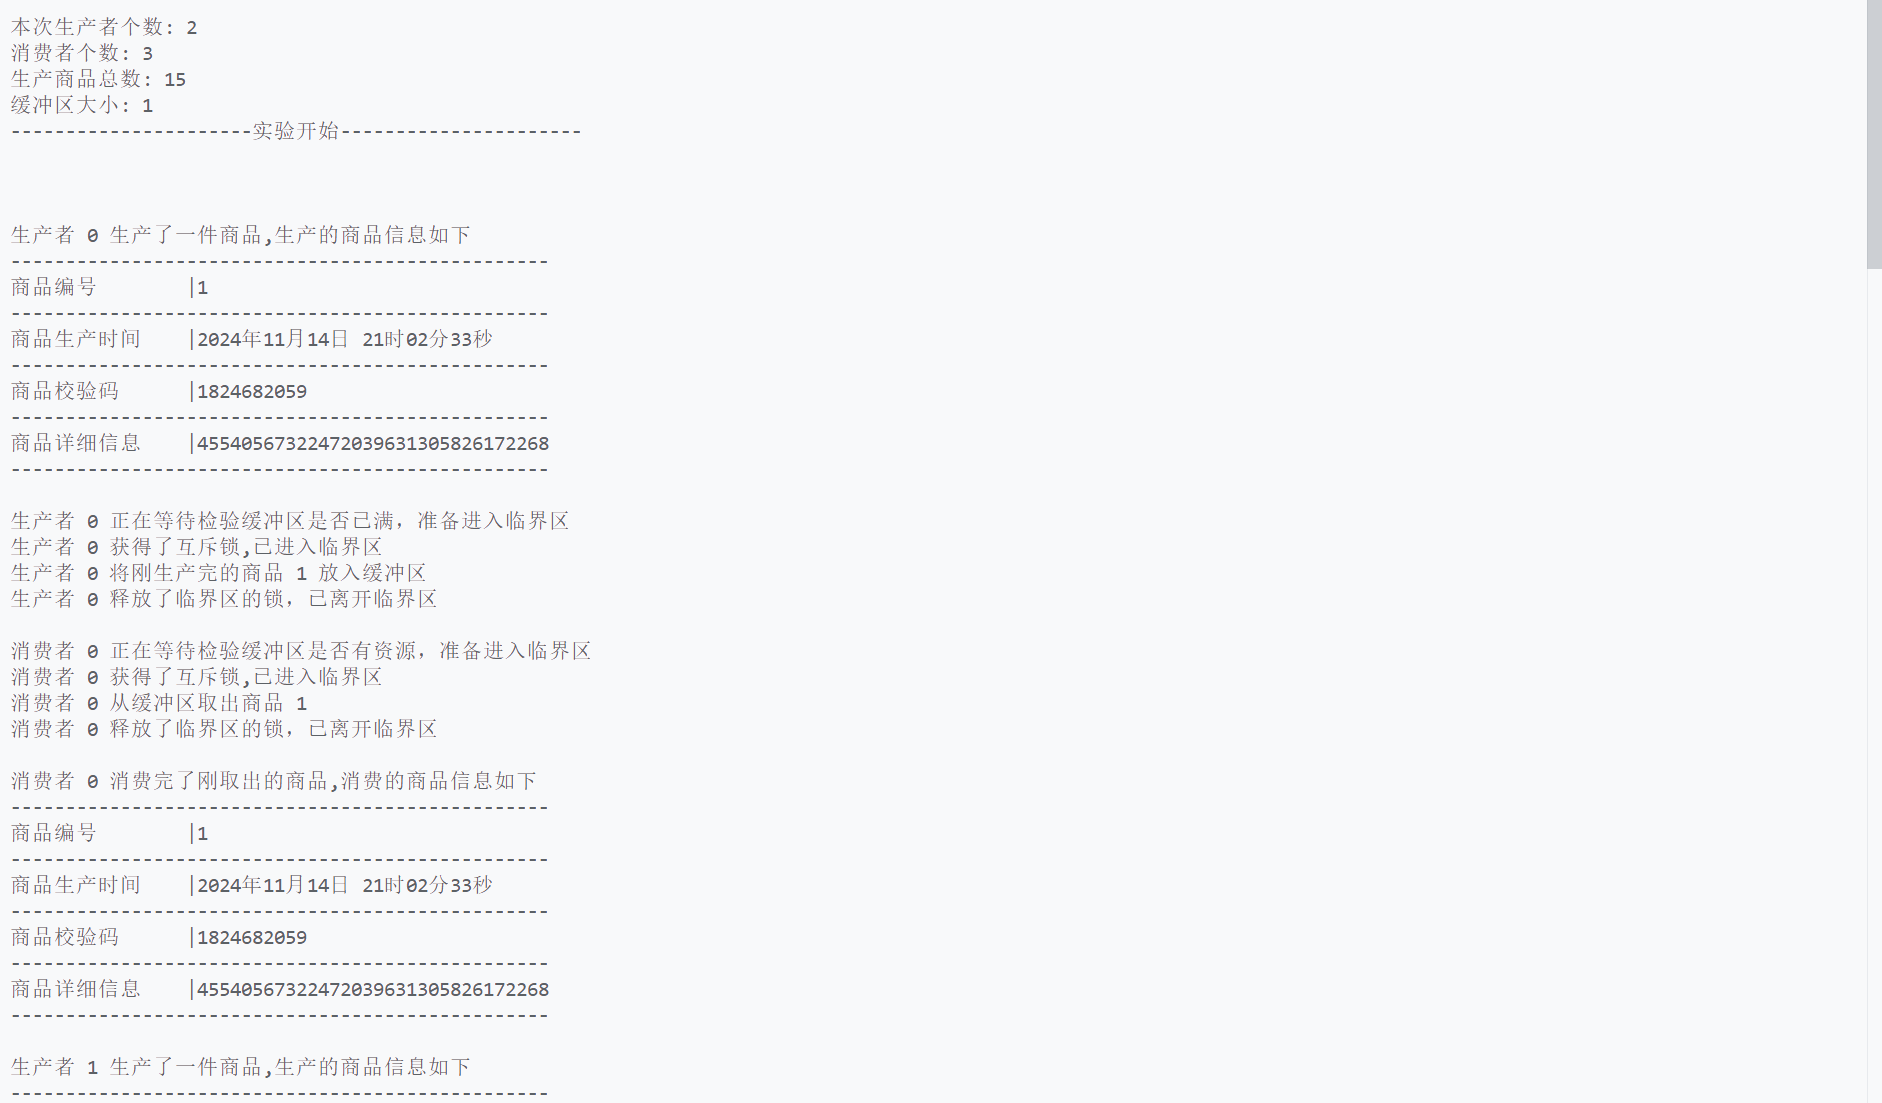 本次生产者个数: 2
消费者个数: 3
生产商品总数: 15
缓冲区大小: 1
----------------------实验开始----------------------
生产者 0 生产了一件商品,生产的商品信息如下
-------------------------------------------------
商品编号        |1
-------------------------------------------------
商品生产时间    |2024年11月14日 21时02分33秒
-------------------------------------------------
商品校验码      |1824682059
-------------------------------------------------
商品详细信息    |45540567322472039631305826172268
-------------------------------------------------
生产者 0 正在等待检验缓冲区是否已满，准备进入临界区
生产者 0 获得了互斥锁,已进入临界区
生产者 0 将刚生产完的商品 1 放入缓冲区
生产者 0 释放了临界区的锁，已离开临界区
消费者 0 正在等待检验缓冲区是否有资源，准备进入临界区
消费者 0 获得了互斥锁,已进入临界区
消费者 0 从缓冲区取出商品 1
消费者 0 释放了临界区的锁，已离开临界区
消费者 0 消费完了刚取出的商品,消费的商品信息如下
-------------------------------------------------
商品编号        |1
-------------------------------------------------
商品生产时间    |2024年11月14日 21时02分33秒
-------------------------------------------------
商品校验码      |1824682059
-------------------------------------------------
商品详细信息    |45540567322472039631305826172268
-------------------------------------------------
生产者 1 生产了一件商品,生产的商品信息如下
-------------------------------------------------